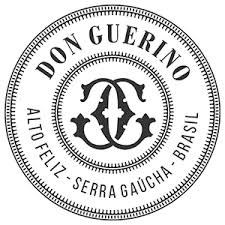 DON GUERINO
ALTO FELIZ - SERRA GAÚCHA - BRASIL